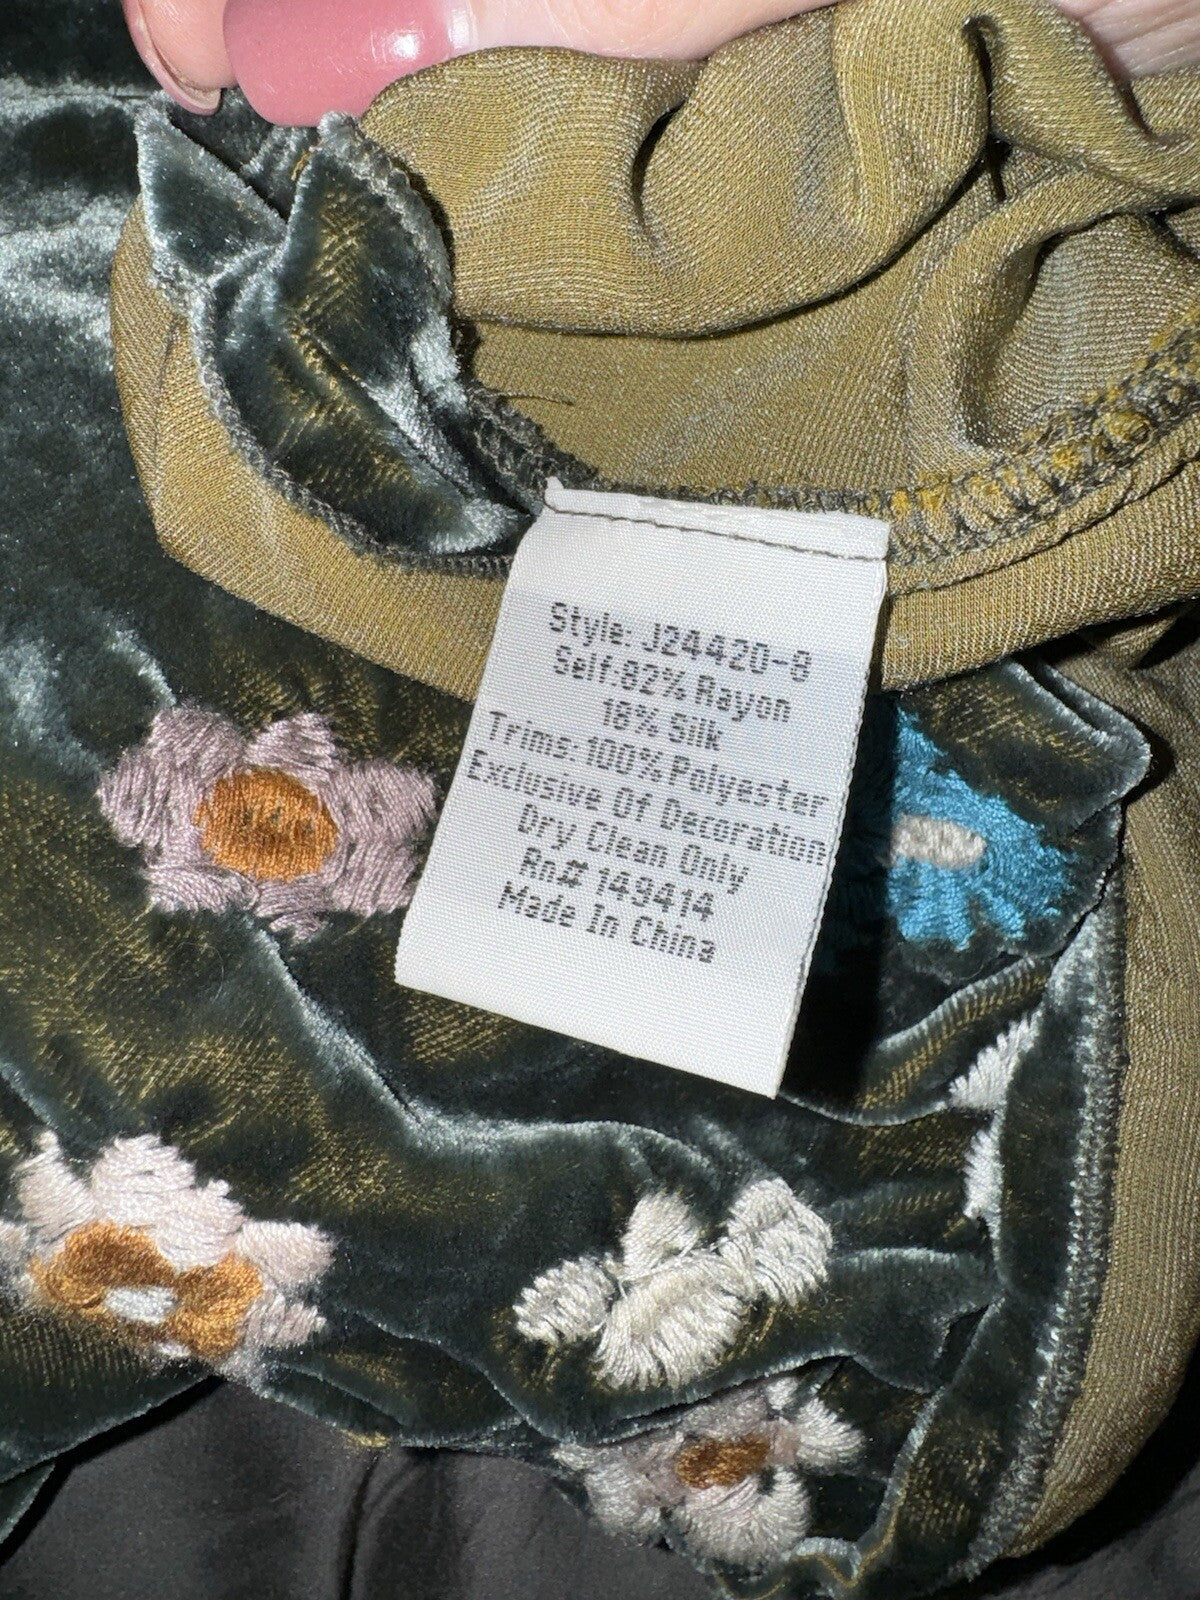 Style: J24420-8
Self:82% Rayon
18% Silk
Trims:100% Polyester
Exclusive Of Decoration
Dry Clean Only
Rn# 149414
Made In China